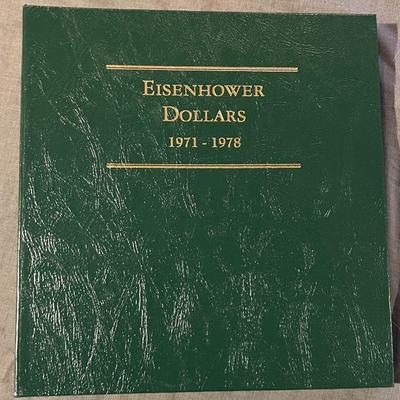 EISENHOWER
DOLLARS
1971 - 1978